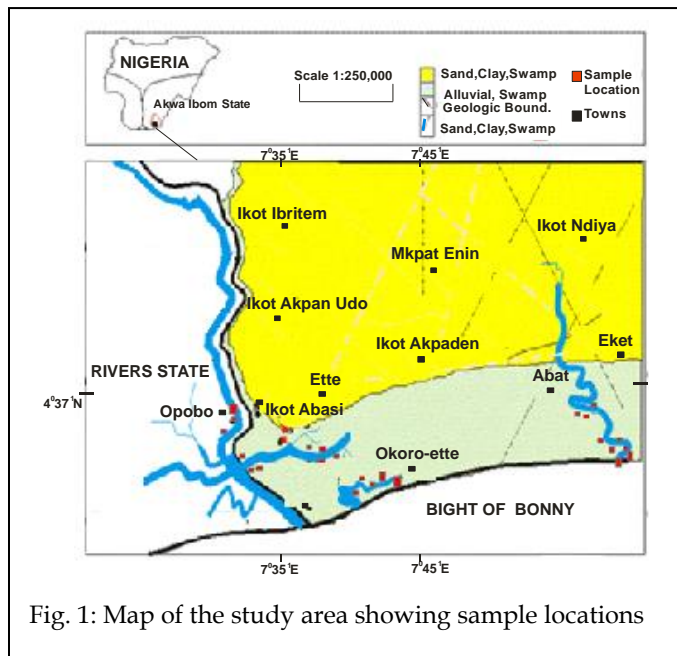 NIGERIA
Akwa Ibom State
Scale 1:250,000
Sand,Clay,Swamp
Alluvial, Swamp
Geologic Bound.
Sand,Clay,Swamp
Sample
Location
Towns
7°35'E
7°45'E
Ikot Ibritem
Ikot Ndiya
Mkpat Enin
Ikot Akpan Udo
Ikot Akpaden
Eket
RIVERS STATE
Ette
Abat
4°37'N
Opobo
Ikot Abasi
Okoro-ette
BIGHT OF BONNY
7°35'E
7°45'E
Fig. 1: Map of the study area showing sample locations